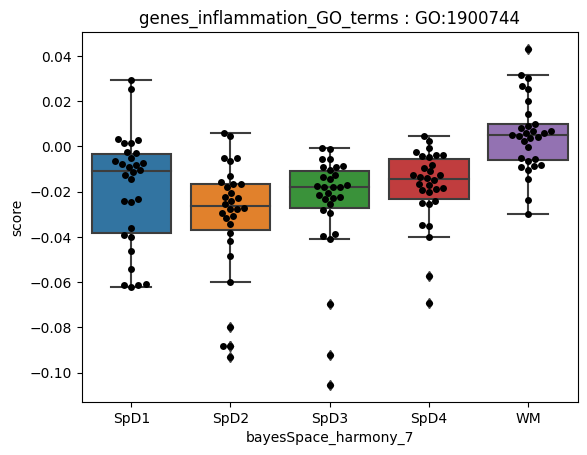 genes_inflammation_GO_terms : GO:1900744
0.04
0.02
0.00
−0.02
−0.04
−0.06
−0.08
−0.10
score
SpD1 SpD2 SpD3 SpD4 WM
bayesSpace_harmony_7